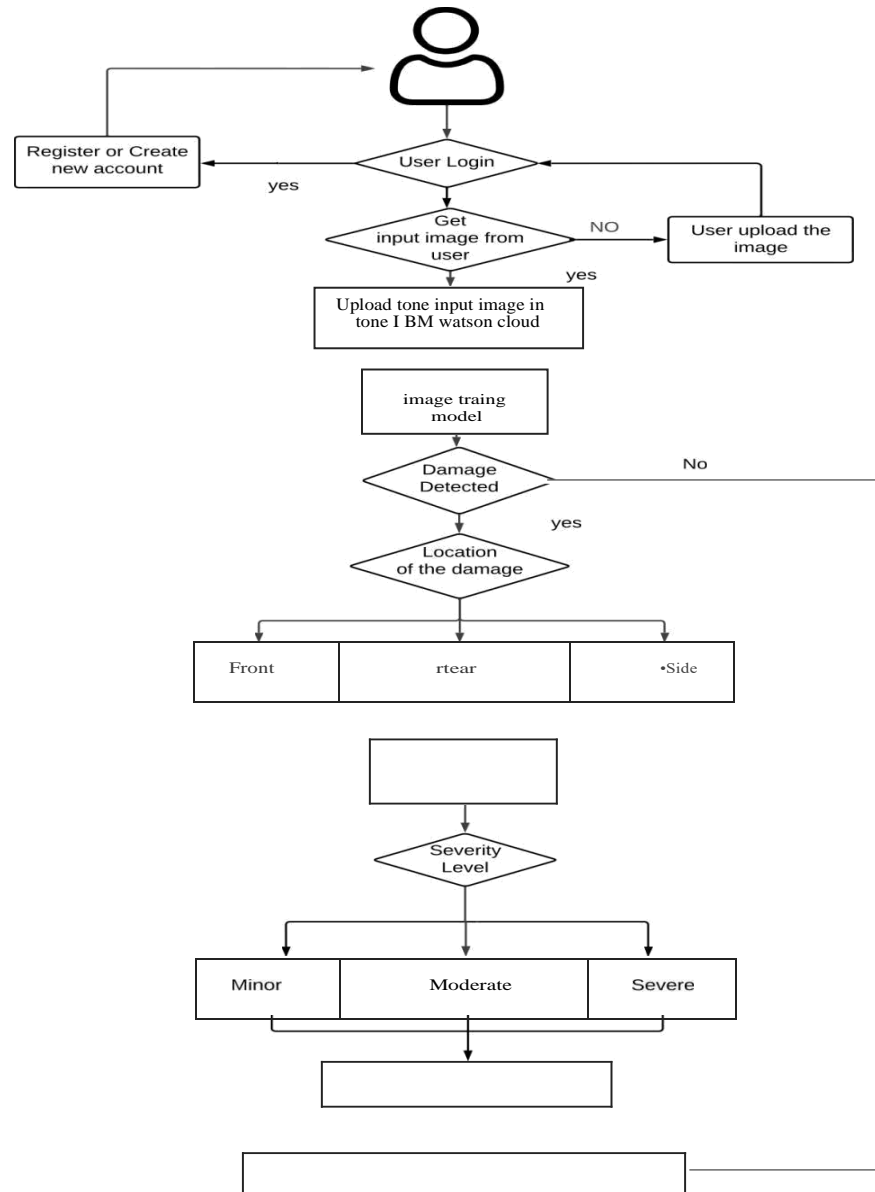 Register or Create
new account
User Login
yes
Get
input image from
user
NO
User upload the
image
yes
Upload tone input image in
tone I BM watson cloud
image traing
model
Damage
Detected
No
yes
Location
of the damage
Front
rtear
•Side
Severity
Level
Minor
Moderate
Severe